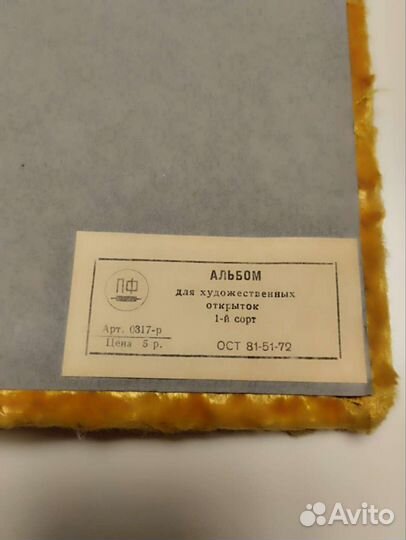 ПФ
АЛЬБОМ
для художественных
открыток
1-й сорт
Арт. 0317-р
Цена 5 р.
ОСТ 81-51-72
Avito